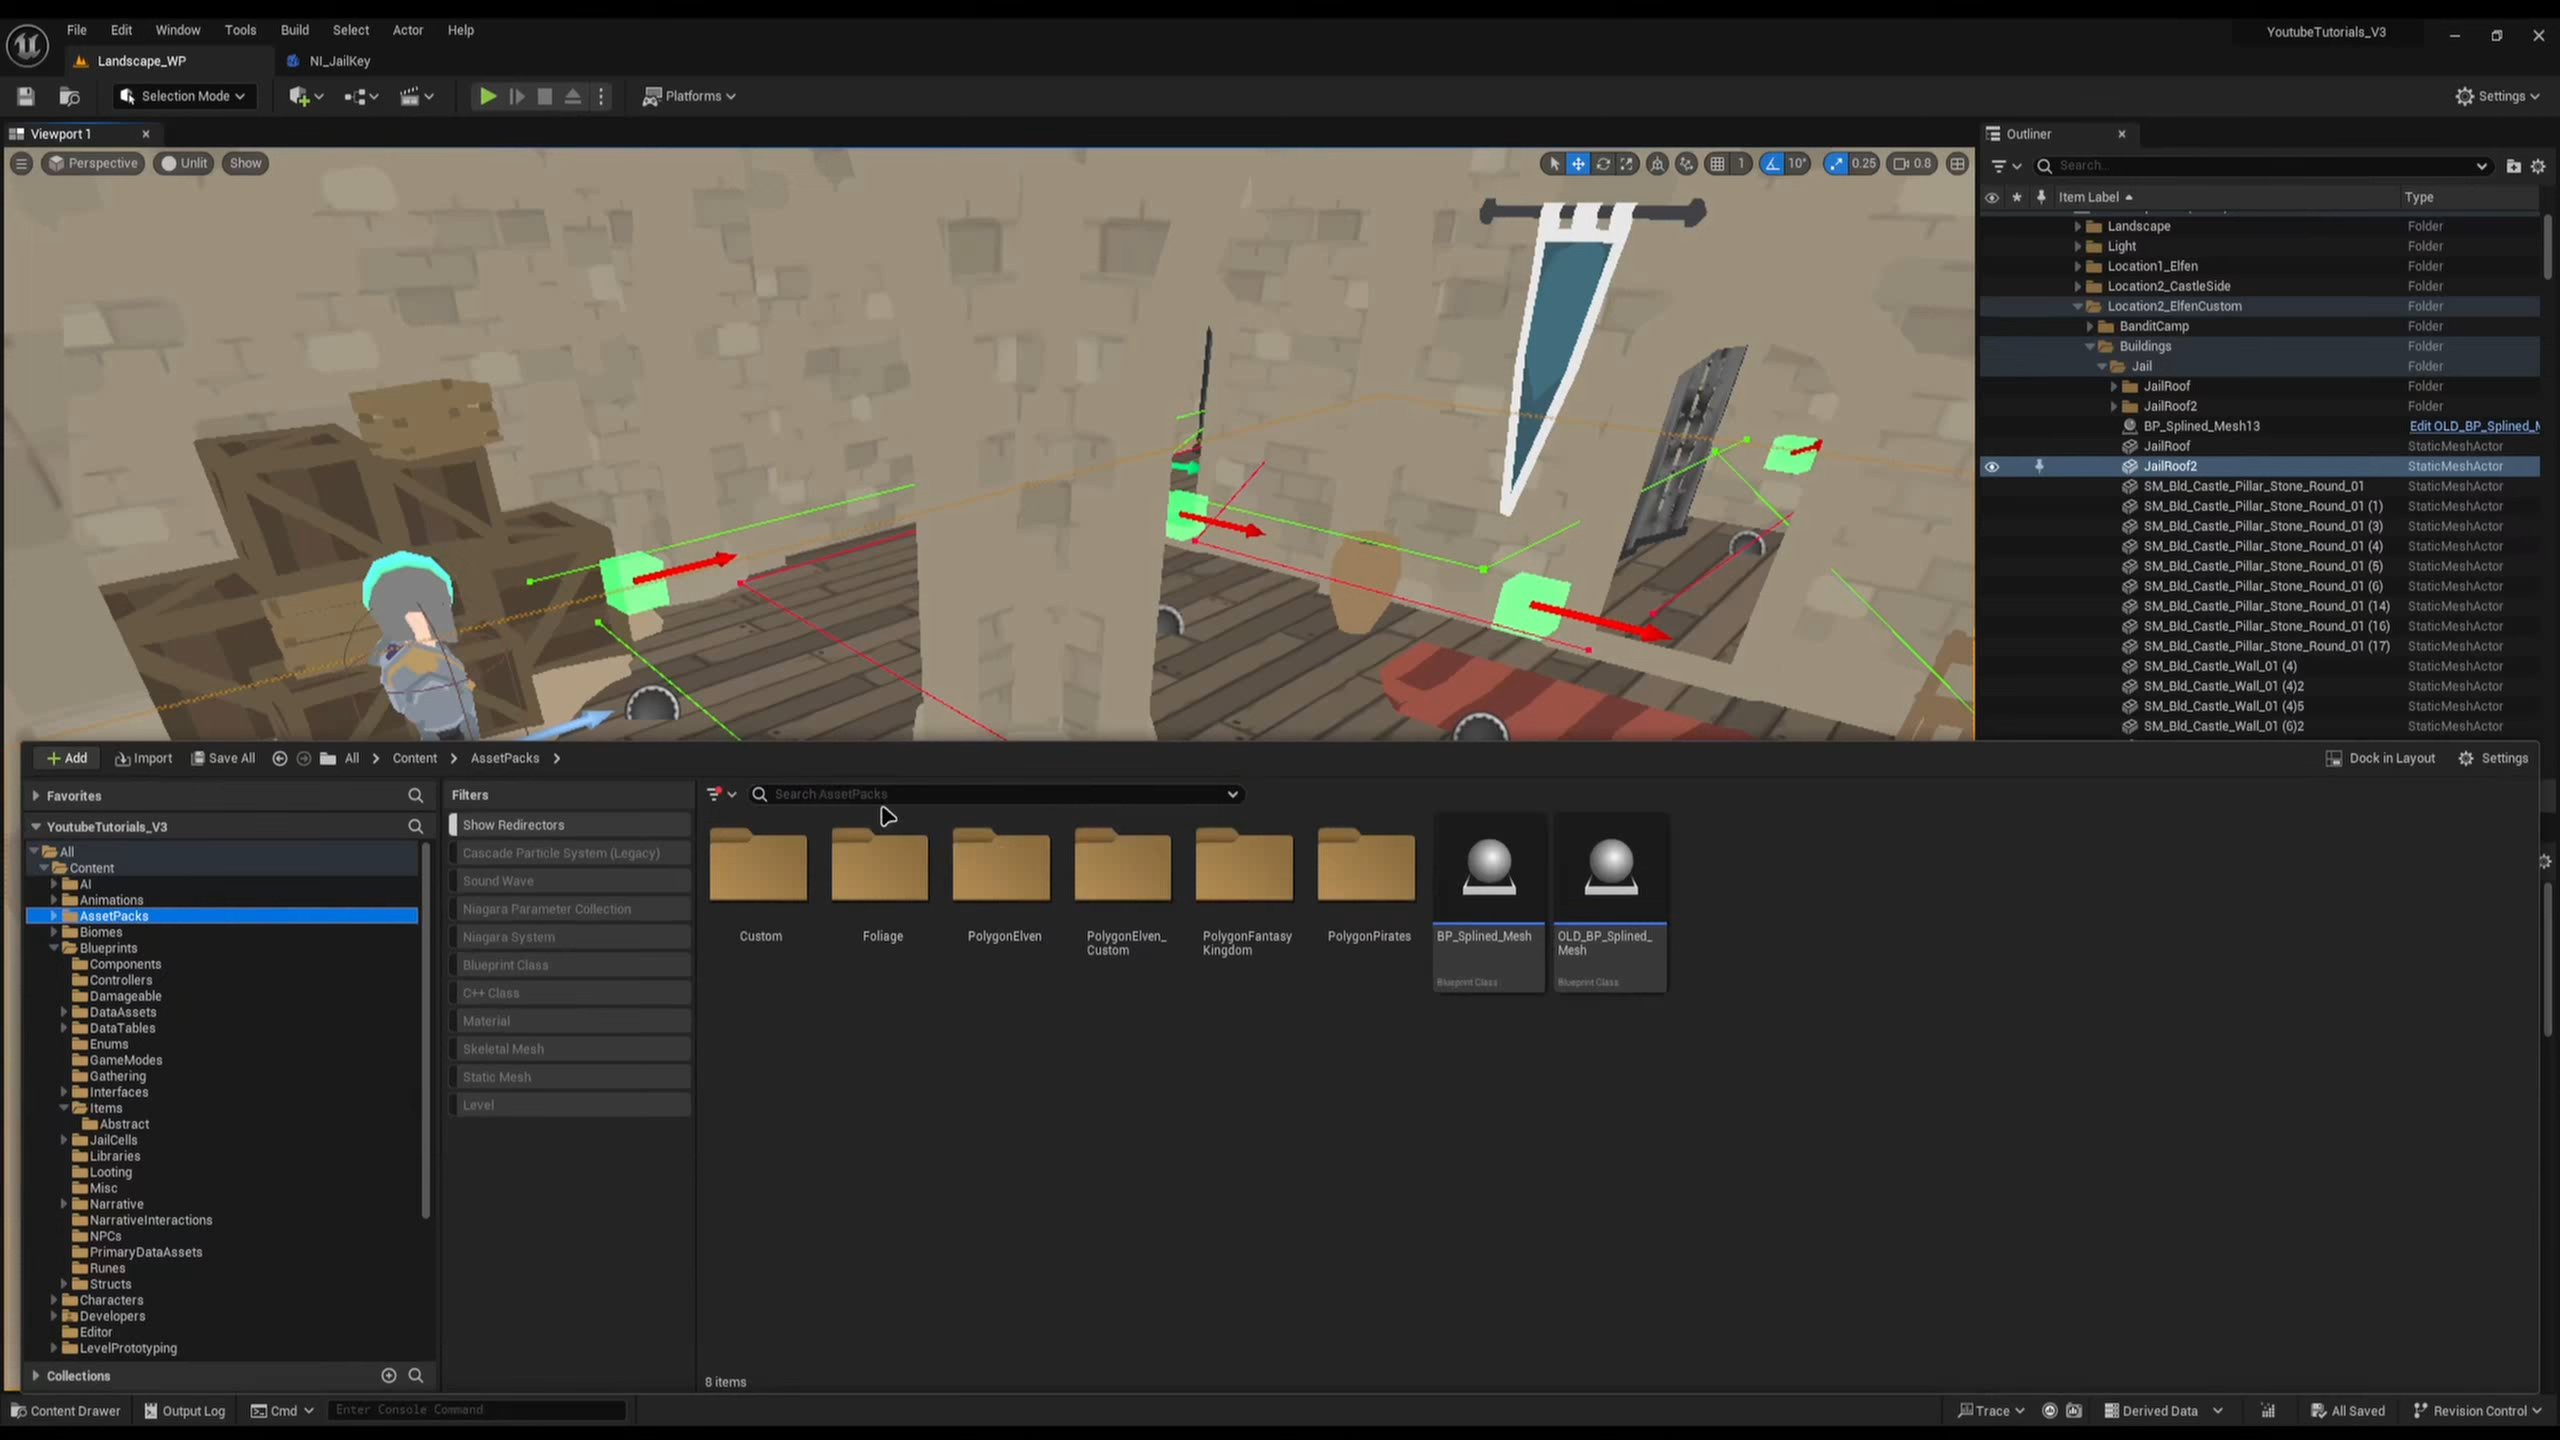 File Edit Window Tools Build Select Actor Help
YoutubeTutorials_V3
Landscape_WP
NI_JailKey
Selection Mode
Platforms
Settings
Viewport 1
Outliner
Perspective
Unlit
Show
1
10°
0.25
0.8
Search...
Item Label
Type
Landscape Folder
Light Folder
Location1_Elfen Folder
Location2_CastleSide Folder
Location2_ElfenCustom Folder
BanditCamp Folder
Buildings Folder
Jail Folder
JailRoof Folder
JailRoof2 Folder
BP_Splined_Mesh13 Edit OLD_BP_Splined_
JailRoof StaticMeshActor
JailRoof2 StaticMeshActor
SM_Bld_Castle_Pillar_Stone_Round_01 StaticMeshActor
SM_Bld_Castle_Pillar_Stone_Round_01 (1) StaticMeshActor
SM_Bld_Castle_Pillar_Stone_Round_01 (3) StaticMeshActor
SM_Bld_Castle_Pillar_Stone_Round_01 (4) StaticMeshActor
SM_Bld_Castle_Pillar_Stone_Round_01 (5) StaticMeshActor
SM_Bld_Castle_Pillar_Stone_Round_01 (6) StaticMeshActor
SM_Bld_Castle_Pillar_Stone_Round_01 (14) StaticMeshActor
SM_Bld_Castle_Pillar_Stone_Round_01 (16) StaticMeshActor
SM_Bld_Castle_Pillar_Stone_Round_01 (17) StaticMeshActor
SM_Bld_Castle_Wall_01 (4) StaticMeshActor
SM_Bld_Castle_Wall_01 (4)2 StaticMeshActor
SM_Bld_Castle_Wall_01 (4)5 StaticMeshActor
SM_Bld_Castle_Wall_01 (6)2 StaticMeshActor
Add
Import
Save All
All
Content
AssetPacks
Dock in Layout
Settings
Favorites
YoutubeTutorials_V3
All
Content
AI
Animations
AssetPacks
Biomes
Blueprints
Components
Controllers
Damageable
DataAssets
DataTables
Enums
GameModes
Gathering
Interfaces
Items
Abstract
JailCells
Libraries
Looting
Misc
Narrative
NarrativeInteractions
NPCs
PrimaryDataAssets
Runes
Structs
Characters
Developers
Editor
LevelPrototyping
Collections
Filters
Show Redirectors
Cascade Particle System (Legacy)
Sound Wave
Niagara Parameter Collection
Niagara System
Blueprint Class
C++ Class
Material
Skeletal Mesh
Static Mesh
Level
Search AssetPacks
Custom
Foliage
PolygonElven
PolygonElven_
Custom
PolygonFantasy
Kingdom
PolygonPirates
BP_Splined_Mesh
Blueprint Class
OLD_BP_Splined_
Mesh
Blueprint Class
8 items
Content Drawer
Output Log
Cmd
Enter Console Command
Trace
Derived Data
All Saved
Revision Control